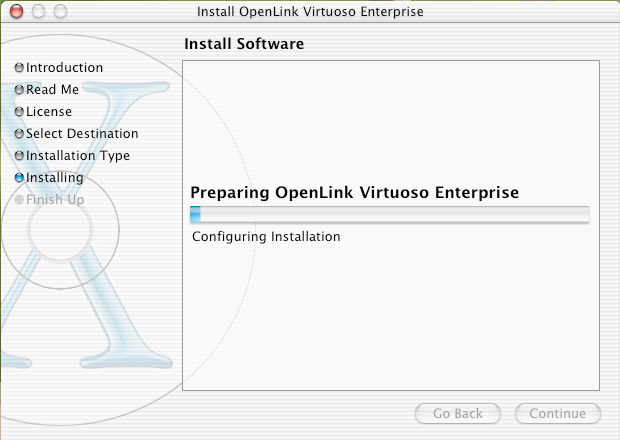 Install OpenLink Virtuoso Enterprise
Install Software
Introduction
Read Me
License
Select Destination
Installation Type
Installing
Finish Up
Preparing OpenLink Virtuoso Enterprise
Configuring Installation
Go Back
Continue